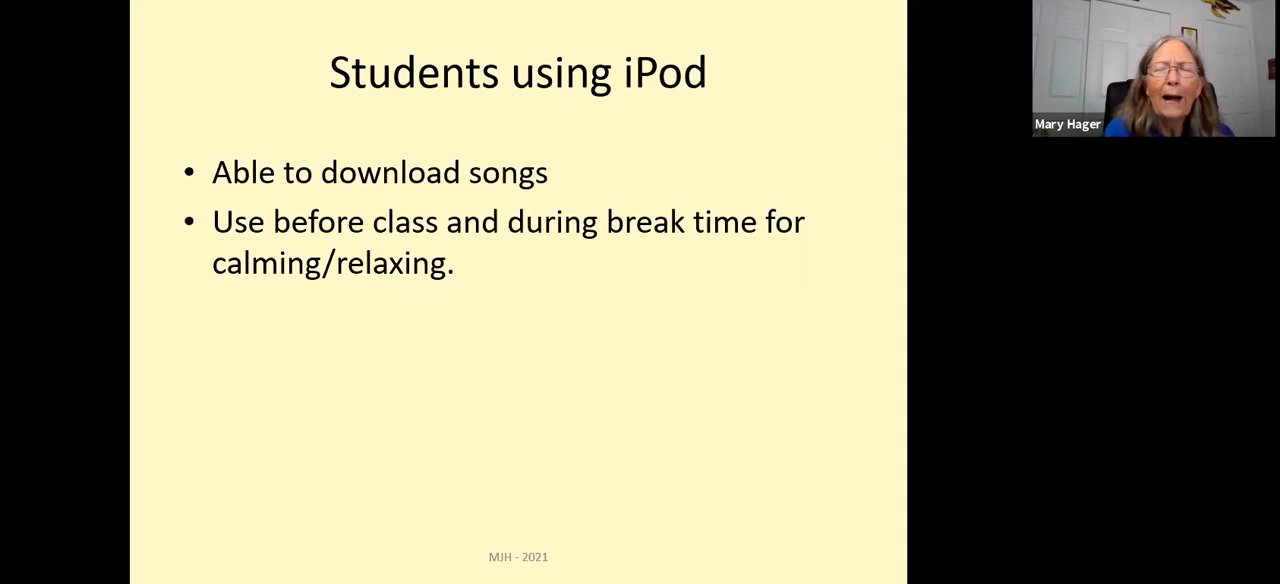 Students using iPod
• Able to download songs
• Use before class and during break time for
calming/relaxing.
MJH - 2021
Mary Hager